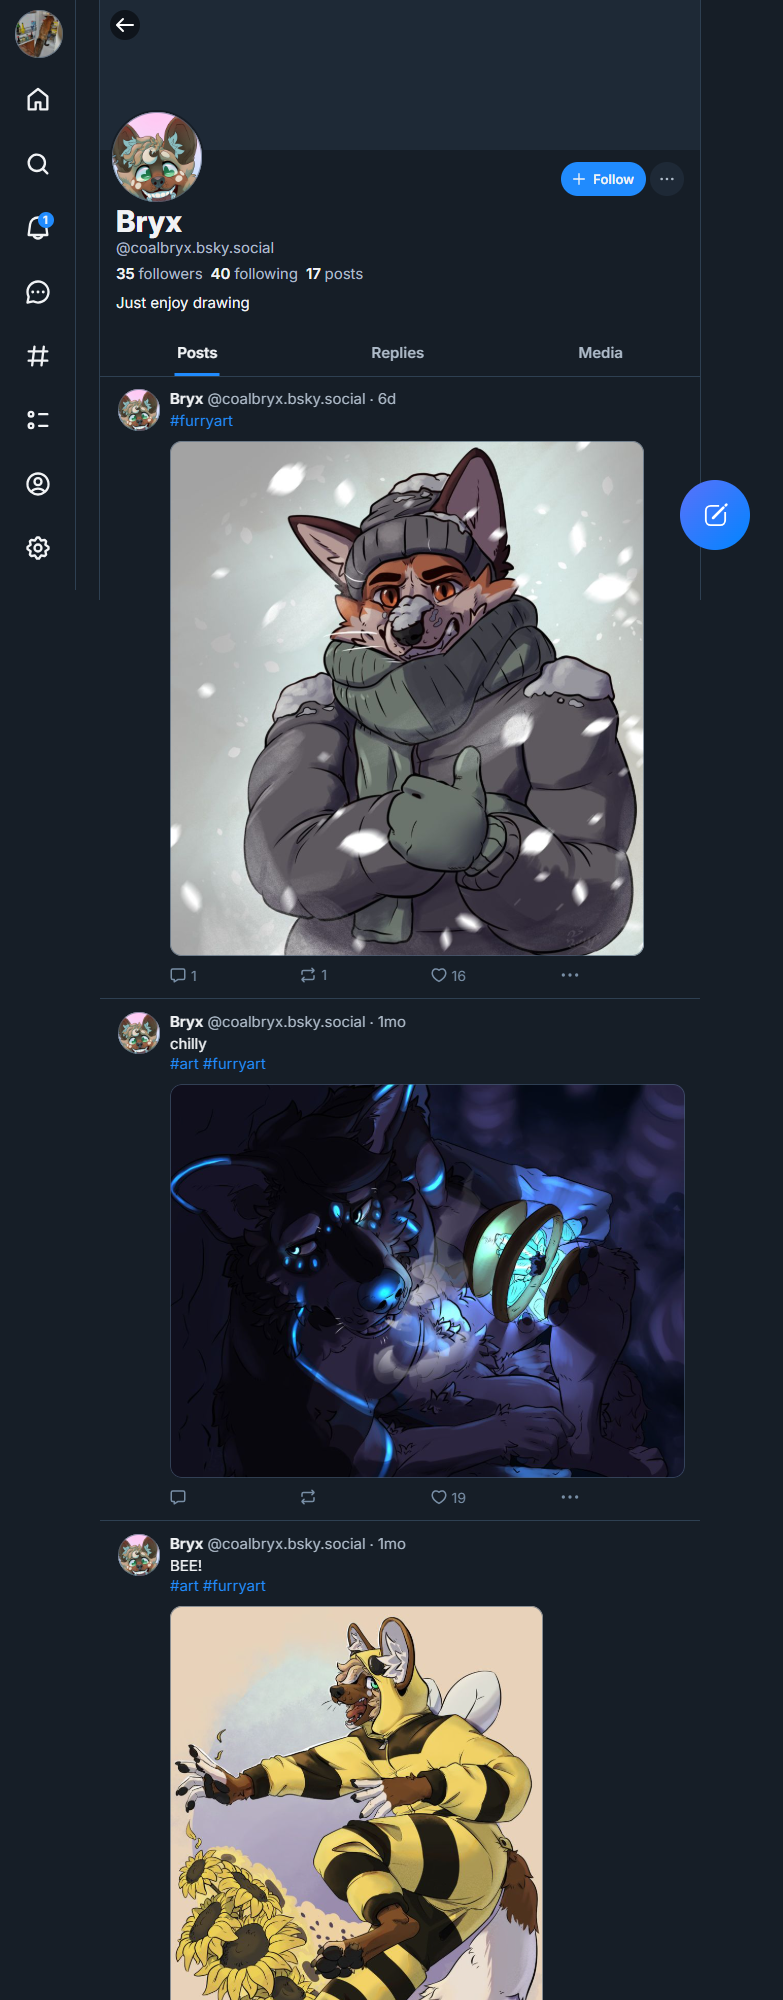 1
Follow
Bryx
@coalbryx.bsky.social
35 followers 40 following 17 posts
Just enjoy drawing
Posts Replies Media
Bryx @coalbryx.bsky.social · 6d
#furryart
1 1 16
Bryx @coalbryx.bsky.social · 1mo
chilly
#art #furryart
19
Bryx @coalbryx.bsky.social · 1mo
BEE!
#art #furryart